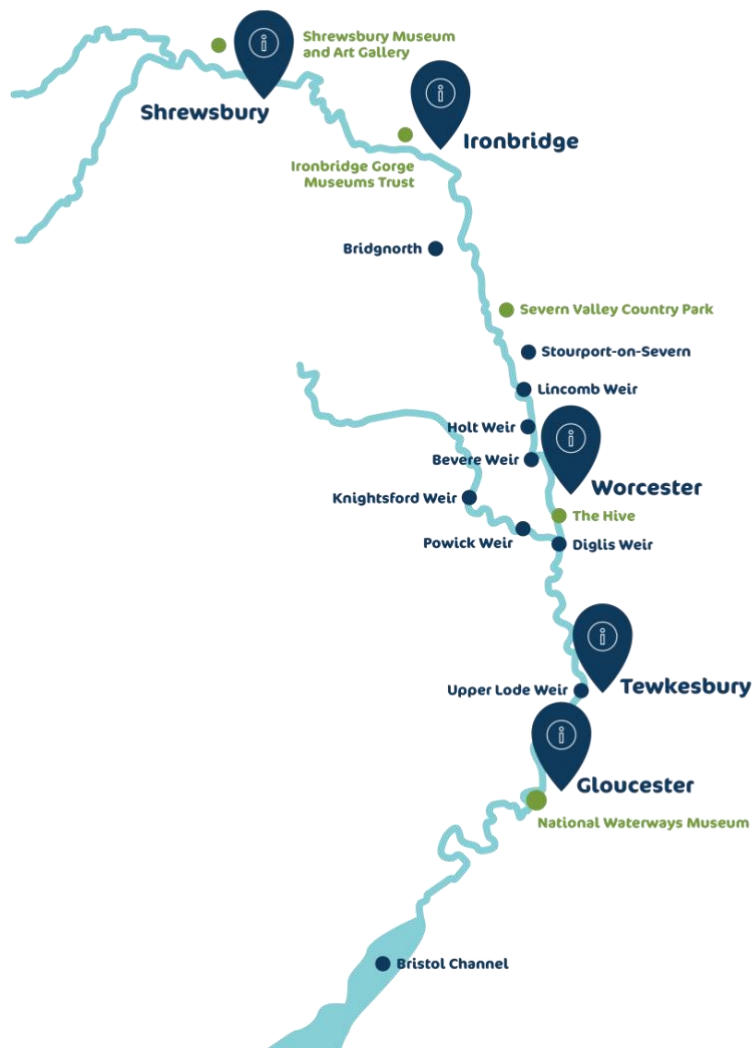 Shrewsbury Museum
and Art Gallery
Shrewsbury
Ironbridge
Ironbridge Gorge
Museums Trust
Bridgnorth
Severn Valley Country Park
Stourport-on-Severn
Lincomb Weir
Holt Weir
Bevere Weir
Worcester
Knightsford Weir
The Hive
Powick Weir
Diglis Weir
Upper Lode Weir
Tewkesbury
Gloucester
National Waterways Museum
Bristol Channel